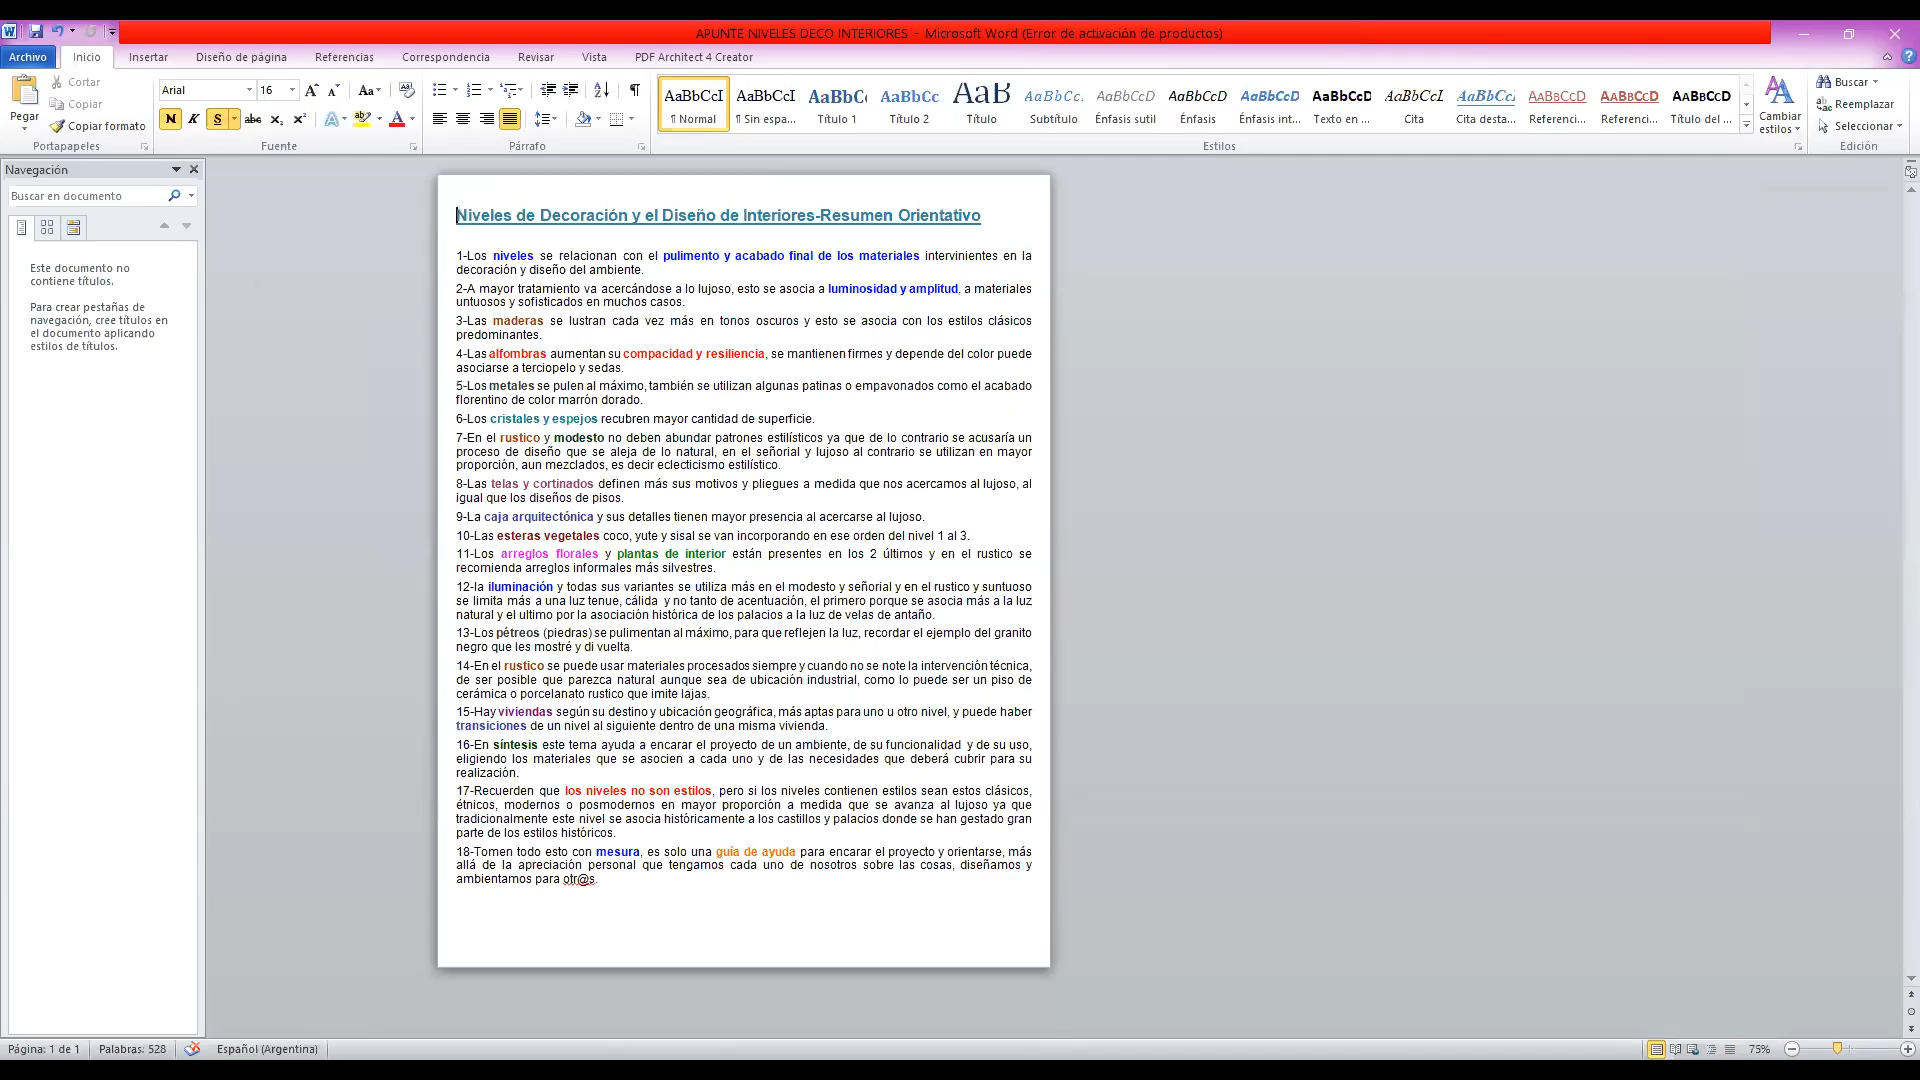 APUNTE NIVELES DECO INTERIORES - Microsoft Word (Error de activación de productos)
Archivo Inicio Insertar Diseño de página Referencias Correspondencia Revisar Vista PDF Architect 4 Creator
Cortar
Copiar
Copiar formato
Pegar
Portapapeles
Arial 16
Fuente
Párrafo
AaBbCcI AaBbCcI AaBbC AaBbCc AaB AaBbCc. AaBbCcD AaBbCcD AaBbCcD AaBbCcD AaBbCcI AaBbCcI AaBbCcD AaBbCcD AaBbCcD
¶ Normal ¶ Sin espa... Título 1 Título 2 Título Subtítulo Énfasis sutil Énfasis Énfasis int... Texto en ... Cita Cita desta... Referenci... Referenci... Título del ...
Estilos
Cambiar estilos
Buscar
Reemplazar
Seleccionar
Edición
Navegación
Buscar en documento
Este documento no
contiene títulos.
Para crear pestañas de
navegación, cree títulos en
el documento aplicando
estilos de títulos.
Niveles de Decoración y el Diseño de Interiores-Resumen Orientativo
1-Los niveles se relacionan con el pulimento y acabado final de los materiales intervinientes en la
decoración y diseño del ambiente.
2-A mayor tratamiento va acercándose a lo lujoso, esto se asocia a luminosidad y amplitud, a materiales
untuosos y sofisticados en muchos casos.
3-Las maderas se lustran cada vez más en tonos oscuros y esto se asocia con los estilos clásicos
predominantes.
4-Las alfombras aumentan su compacidad y resiliencia, se mantienen firmes y depende del color puede
asociarse a terciopelo y sedas.
5-Los metales se pulen al máximo, también se utilizan algunas patinas o empavonados como el acabado
florentino de color marrón dorado.
6-Los cristales y espejos recubren mayor cantidad de superficie.
7-En el rustico y modesto no deben abundar patrones estilísticos ya que de lo contrario se acusaría un
proceso de diseño que se aleja de lo natural, en el señorial y lujoso al contrario se utilizan en mayor
proporción, aun mezclados, es decir eclecticismo estilístico.
8-Las telas y cortinados definen más sus motivos y pliegues a medida que nos acercamos al lujoso, al
igual que los diseños de pisos.
9-La caja arquitectónica y sus detalles tienen mayor presencia al acercarse al lujoso.
10-Las esteras vegetales coco, yute y sisal se van incorporando en ese orden del nivel 1 al 3.
11-Los arreglos florales y plantas de interior están presentes en los 2 últimos y en el rustico se
recomienda arreglos informales más silvestres.
12-la iluminación y todas sus variantes se utiliza más en el modesto y señorial y en el rustico y suntuoso
se limita más a una luz tenue, cálida y no tanto de acentuación, el primero porque se asocia más a la luz
natural y el ultimo por la asociación histórica de los palacios a la luz de velas de antaño.
13-Los pétreos (piedras) se pulimentan al máximo, para que reflejen la luz, recordar el ejemplo del granito
negro que les mostré y di vuelta.
14-En el rustico se puede usar materiales procesados siempre y cuando no se note la intervención técnica,
de ser posible que parezca natural aunque sea de ubicación industrial, como lo puede ser un piso de
cerámica o porcelanato rustico que imite lajas.
15-Hay viviendas según su destino y ubicación geográfica, más aptas para uno u otro nivel, y puede haber
transiciones de un nivel al siguiente dentro de una misma vivienda.
16-En síntesis este tema ayuda a encarar el proyecto de un ambiente, de su funcionalidad y de su uso,
eligiendo los materiales que se asocien a cada uno y de las necesidades que deberá cubrir para su
realización.
17-Recuerden que los niveles no son estilos, pero si los niveles contienen estilos sean estos clásicos,
étnicos, modernos o posmodernos en mayor proporción a medida que se avanza al lujoso ya que
tradicionalmente este nivel se asocia históricamente a los castillos y palacios donde se han gestado gran
parte de los estilos históricos.
18-Tomen todo esto con mesura, es solo una guía de ayuda para encarar el proyecto y orientarse, más
allá de la apreciación personal que tengamos cada uno de nosotros sobre las cosas, diseñamos y
ambientamos para otr@s.
Página: 1 de 1 Palabras: 528 Español (Argentina) 75%